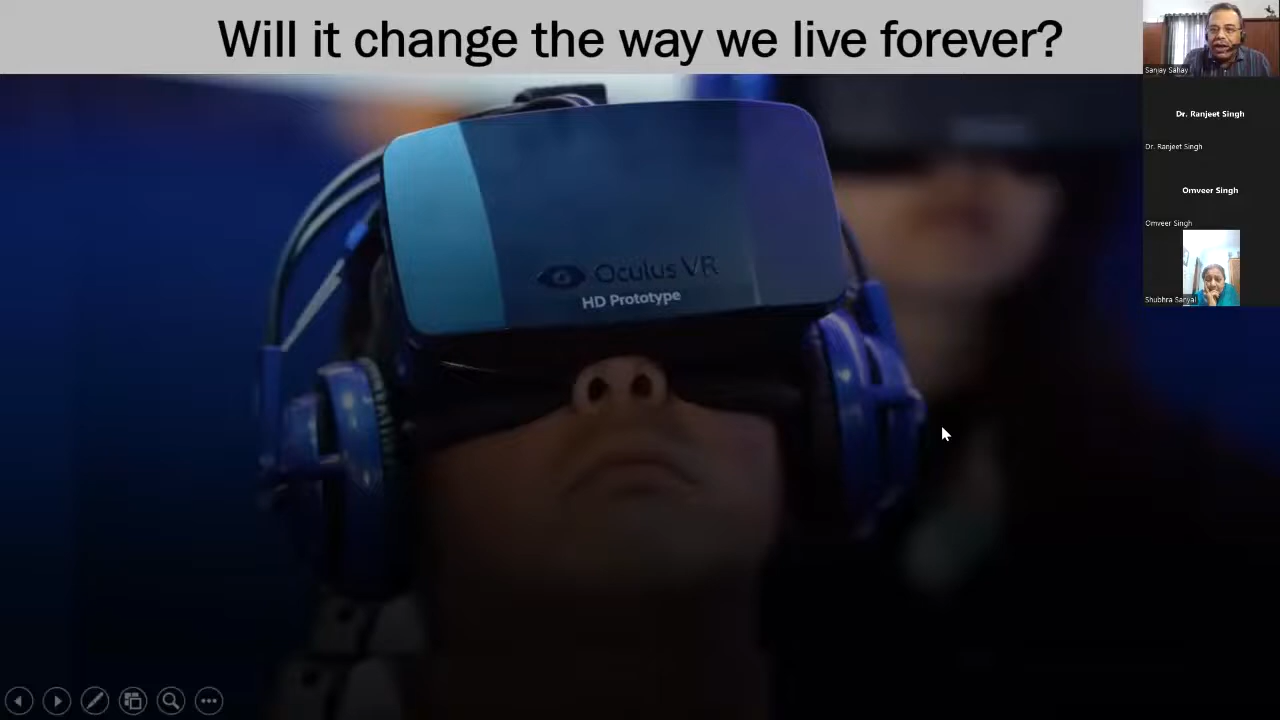 Will it change the way we live forever?
Oculus VR
HD Prototype
Sanjay Sahay
Dr. Ranjeet Singh
Dr. Ranjeet Singh
Omveer Singh
Omveer Singh
Shubhra Sanyal